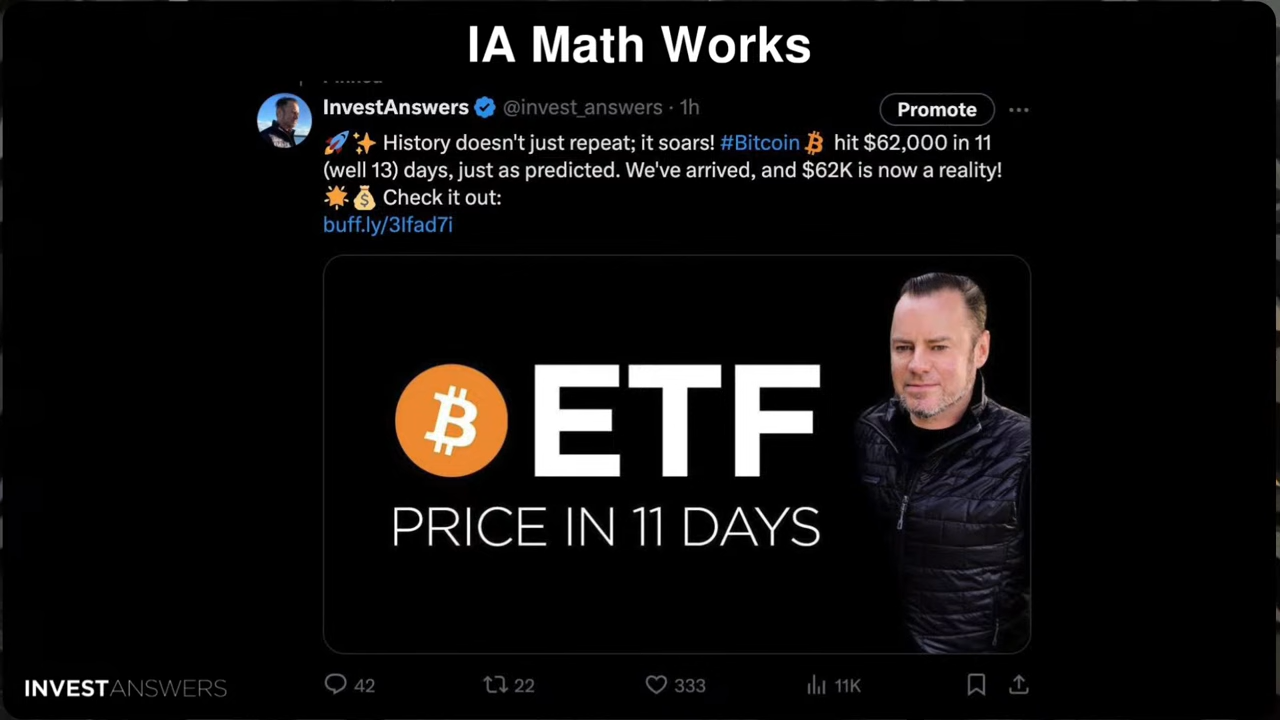 IA Math Works
InvestAnswers @invest_answers · 1h
Promote
🚀✨ History doesn't just repeat; it soars! #Bitcoin hit $62,000 in 11
(well 13) days, just as predicted. We've arrived, and $62K is now a reality!
🌟💰 Check it out:
buff.ly/3Ifad7i
ETF
PRICE IN 11 DAYS
42 22 333 11K
INVESTANSWERS